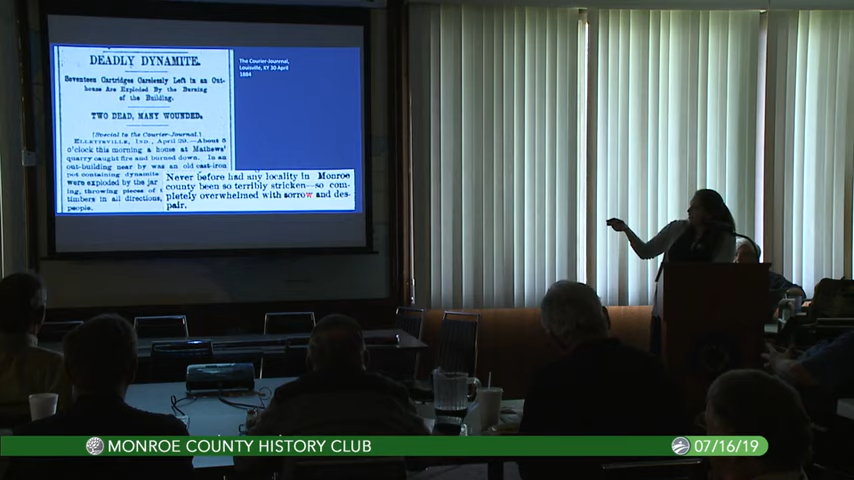 DEADLY DYNAMITE.
Seventeen Cartridges Carelessly Left in an Out-
house Are Exploded By the Burning
of the Building.
TWO DEAD, MANY WOUNDED.
(Special to the Courier-Journal.)
ELLETTSVILLE, IND., April 29.—About 8
o'clock this morning a house at Mathews'
quarry caught fire and burned down. In an
out-building near by was an old cast-iron
pot containing dynamite
were exploded by the jar
ing, throwing pieces of t
timbers in all directions,
people.
The Courier-Journal,
Louisville, KY 30 April
1884
Never before had any locality in Monroe
county been so terribly stricken—so com-
pletely overwhelmed with sorrow and des-
pair.
MONROE COUNTY HISTORY CLUB
07/16/19